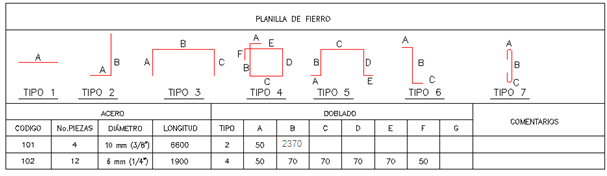 PLANILLA DE FIERRO
A
A B
A B C
A E F B D C
A B C D E
A B C
A B C
TIPO 1 TIPO 2 TIPO 3 TIPO 4 TIPO 5 TIPO 6 TIPO 7
ACERO DOBLADO COMENTARIOS
CODIGO No.PIEZAS DIÁMETRO LONGITUD TIPO A B C D E F G
101 4 10 mm (3/8") 6600 2 50 2370
102 12 6 mm (1/4") 1900 4 50 70 70 70 70 50